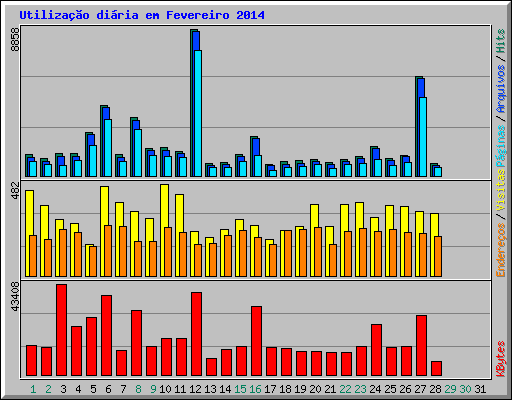 Utilização diária em Fevereiro 2014
8858
482
43408
Endereços / Visitas Páginas / Arquivos / Hits
KBytes
1 2 3 4 5 6 7 8 9 10 11 12 13 14 15 16 17 18 19 20 21 22 23 24 25 26 27 28 29 30 31